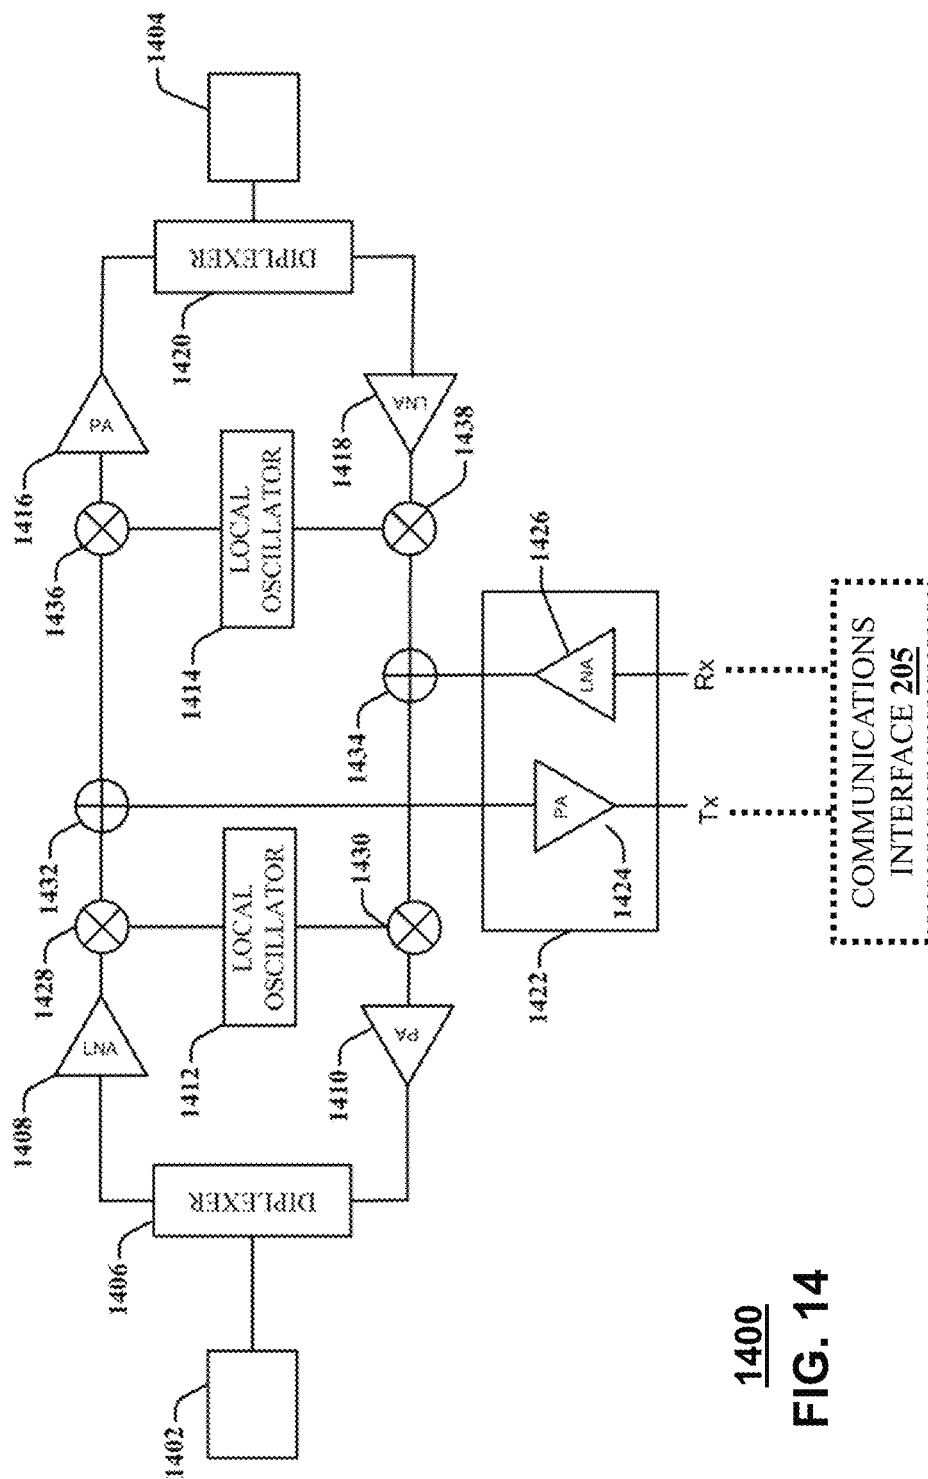 1408
1416
1428
1432
1436
LNA
PA
1406
1404
1402
1420
1412
1414
DIPLEXER
LOCAL
OSCILLATOR
LOCAL
OSCILLATOR
DIPLEXER
1410
1430
1434
1418
PA
LNA
1438
1422
1426
PA
LNA
1424
Tx
Rx
COMMUNICATIONS
INTERFACE 205
1400
FIG. 14